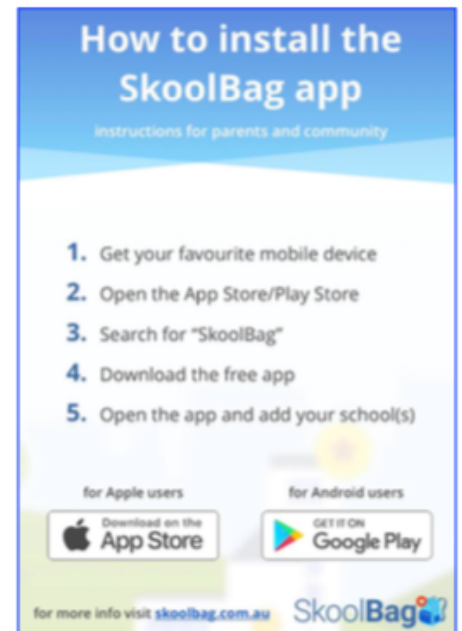 How to install the
SkoolBag app
instructions for parents and community
1. Get your favourite mobile device
2. Open the App Store/Play Store
3. Search for "SkoolBag"
4. Download the free app
5. Open the app and add your school(s)
for Apple users
for Android users
Download on the
App Store
GET IT ON
Google Play
for more info visit skoolbag.com.au
SkoolBag